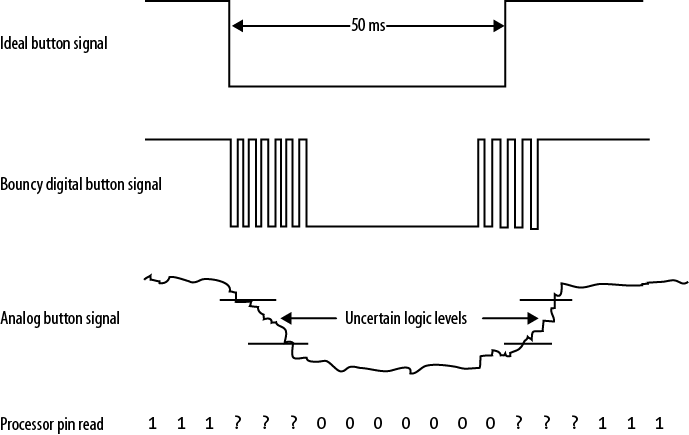 Ideal button signal
50 ms
Bouncy digital button signal
Analog button signal
Uncertain logic levels
Processor pin read 1 1 1 ? ? ? 0 0 0 0 0 0 0 ? ? ? 1 1 1